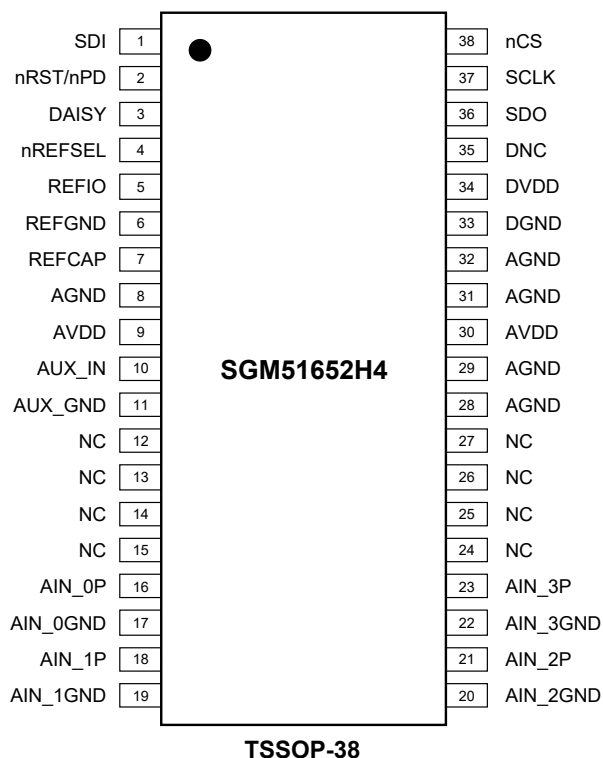 SDI 1 38 nCS
nRST/nPD 2 37 SCLK
DAISY 3 36 SDO
nREFSEL 4 35 DNC
REFIO 5 34 DVDD
REFGND 6 33 DGND
REFCAP 7 32 AGND
AGND 8 31 AGND
AVDD 9 30 AVDD
AUX_IN 10 SGM51652H4 29 AGND
AUX_GND 11 28 AGND
NC 12 27 NC
NC 13 26 NC
NC 14 25 NC
NC 15 24 NC
AIN_0P 16 23 AIN_3P
AIN_0GND 17 22 AIN_3GND
AIN_1P 18 21 AIN_2P
AIN_1GND 19 20 AIN_2GND
TSSOP-38